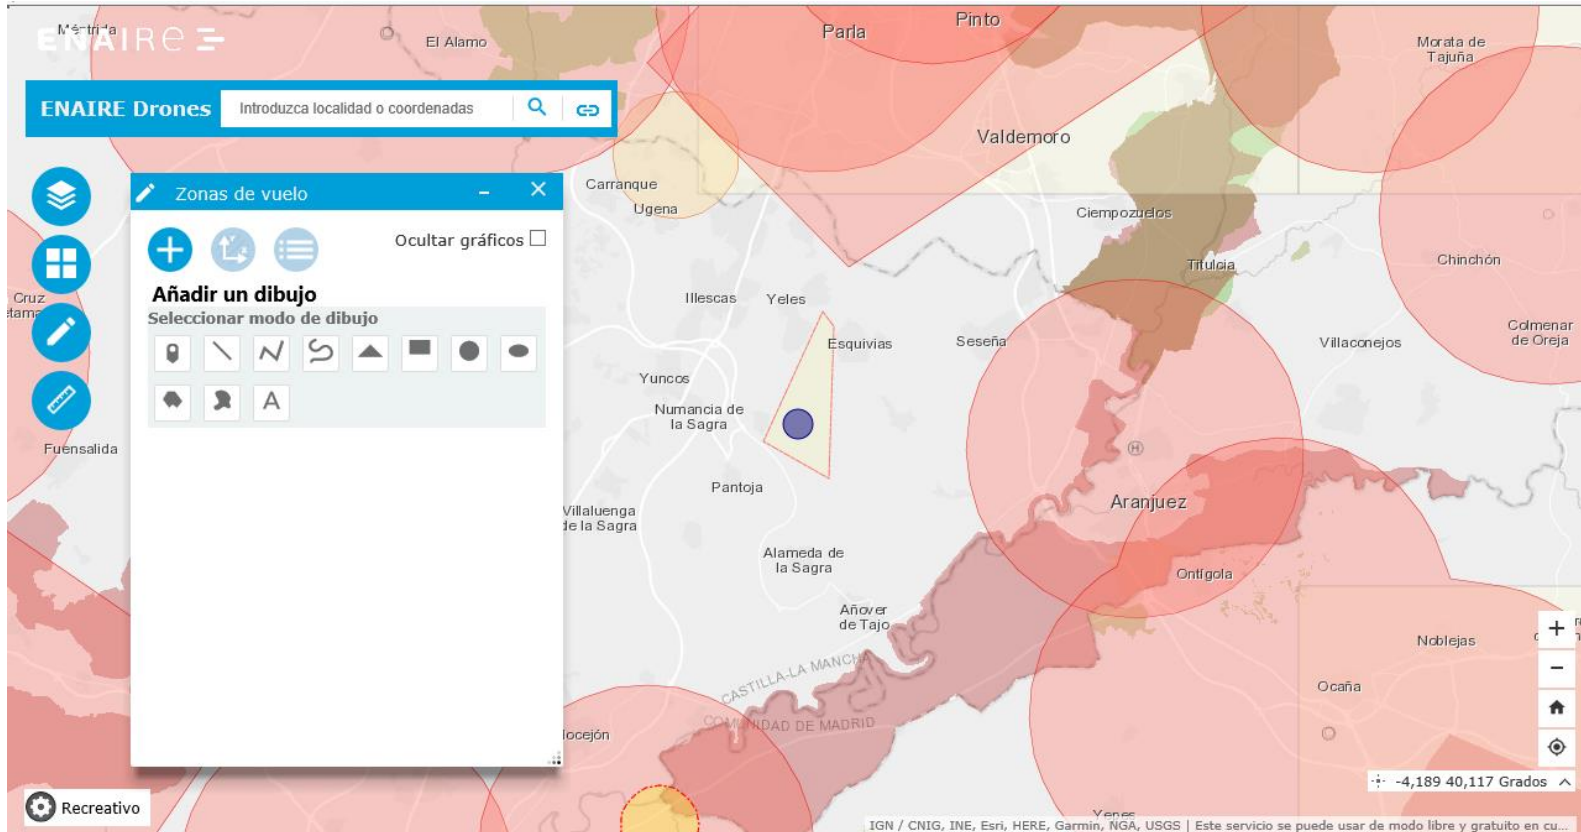 Méntrida
ENAIRe
El Alamo
Parla
Pinto
Morata de
Tajuña
ENAIRE Drones
Introduzca localidad o coordenadas
Valdemoro
Carranque
Ugena
Zonas de vuelo
Ocultar gráficos
Añadir un dibujo
Seleccionar modo de dibujo
A
Ciempozuelos
Titulcia
Chinchón
Cruz
Illescas
Yeles
Esquivias
Seseña
Villaconejos
Colmenar
de Oreja
Yuncos
Numancia de
la Sagra
Fuensalida
H
Pantoja
Aranjuez
Villaluenga
de la Sagra
Alameda de
la Sagra
Ontígola
Añover
de Tajo
Noblejas
CASTILLA-LA MANCHA
COMUNIDAD DE MADRID
Ocaña
ocejón
-4,189 40,117 Grados
Recreativo
Yepes
IGN / CNIG, INE, Esri, HERE, Garmin, NGA, USGS | Este servicio se puede usar de modo libre y gratuito en cu...